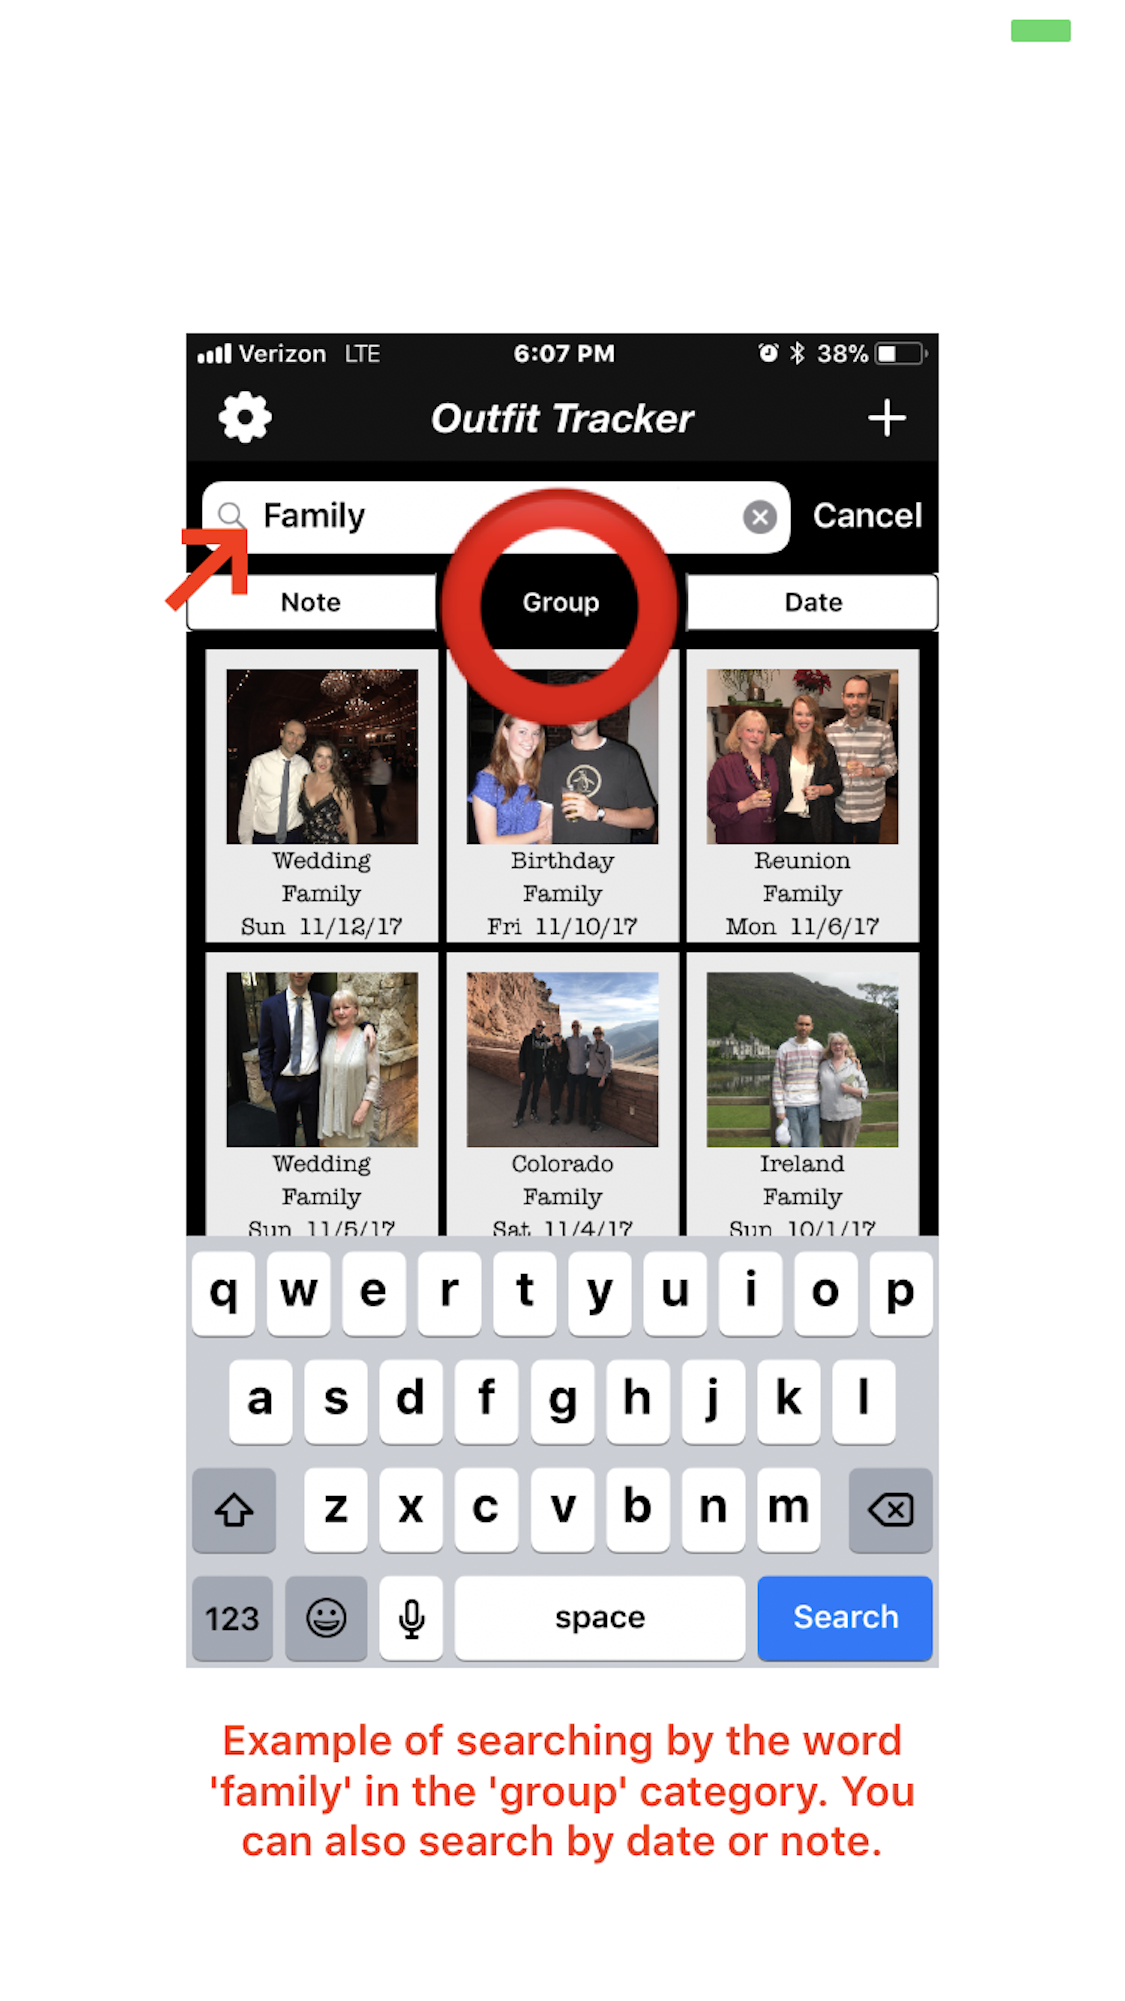 Verizon LTE 6:07 PM 38%
Outfit Tracker
Family Cancel
Note Group Date
Wedding Birthday Reunion
Family Family Family
Sun 11/12/17 Fri 11/10/17 Mon 11/6/17
Wedding Colorado Ireland
Family Family Family
Sun 11/5/17 Sat 11/4/17 Sun 10/1/17
q w e r t y u i o p
a s d f g h j k l
z x c v b n m
123 space Search
Example of searching by the word
'family' in the 'group' category. You
can also search by date or note.